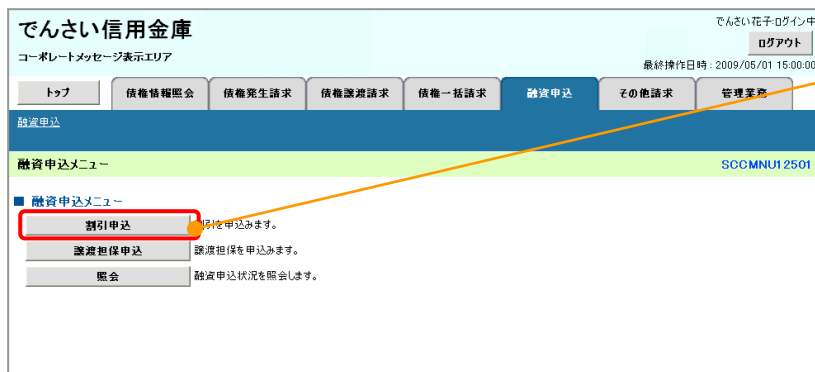 でんさい信用金庫
コーポレートメッセージ表示エリア
でんさい花子:ログイン中
ログアウト
最終操作日時：2009/05/01 15:00:00
トップ 債権情報照会 債権発生請求 債権譲渡請求 債権一括請求 融資申込 その他請求 管理業務
融資申込
融資申込メニュー SCCMNU12501
■ 融資申込メニュー
割引申込 を申込みます。
譲渡担保申込 譲渡担保を申込みます。
照会 融資申込状況を照会します。